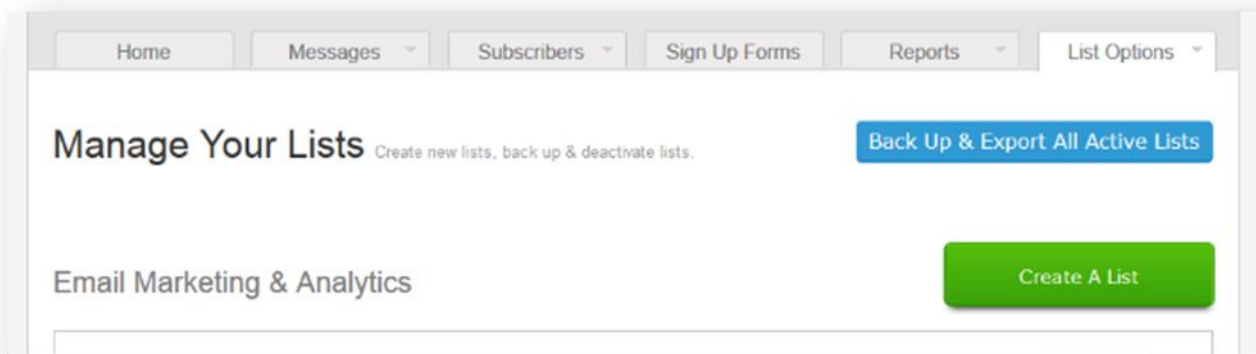 Home Messages Subscribers Sign Up Forms Reports List Options
Manage Your Lists Create new lists, back up & deactivate lists. Back Up & Export All Active Lists
Email Marketing & Analytics Create A List